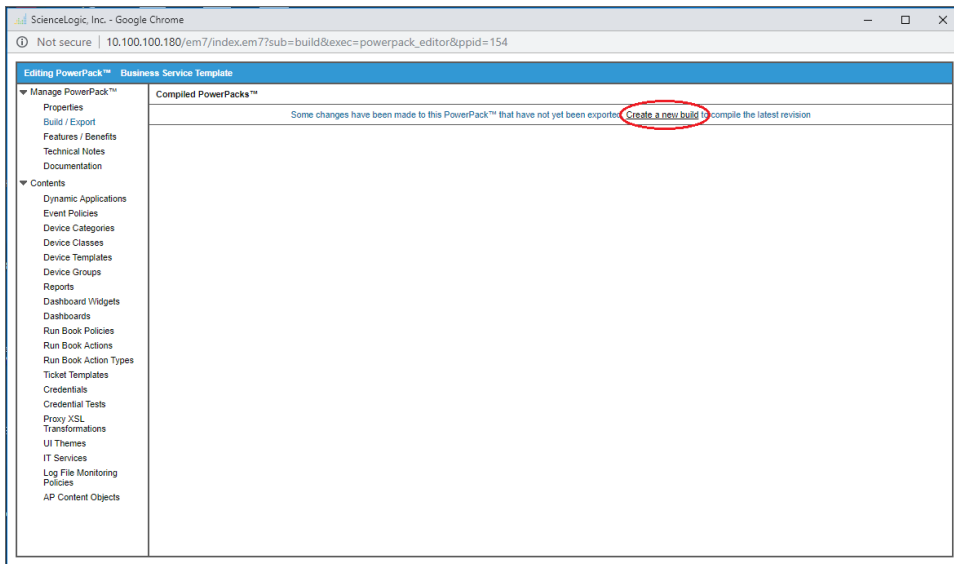 ScienceLogic, Inc. - Google Chrome
Not secure | 10.100.100.180/em7/index.em7?sub=build&exec=powerpack_editor&ppid=154
Editing PowerPack™ Business Service Template
Manage PowerPack™
Properties
Build / Export
Features / Benefits
Technical Notes
Documentation
Contents
Dynamic Applications
Event Policies
Device Categories
Device Classes
Device Templates
Device Groups
Reports
Dashboard Widgets
Dashboards
Run Book Policies
Run Book Actions
Run Book Action Types
Ticket Templates
Credentials
Credential Tests
Proxy XSL
Transformations
UI Themes
IT Services
Log File Monitoring
Policies
AP Content Objects
Compiled PowerPacks™
Some changes have been made to this PowerPack™ that have not yet been exported. Create a new build to compile the latest revision